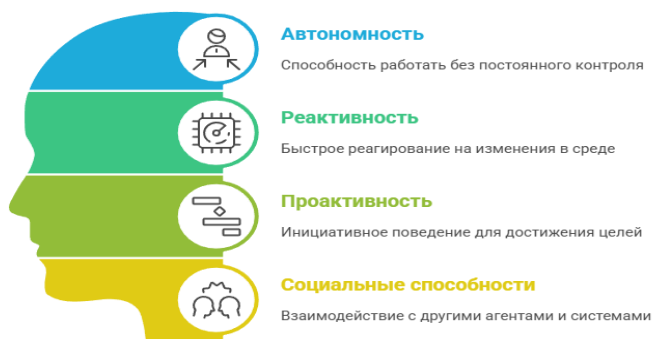 Автономность
Способность работать без постоянного контроля
Реактивность
Быстрое реагирование на изменения в среде
Проактивность
Инициативное поведение для достижения целей
Социальные способности
Взаимодействие с другими агентами и системами